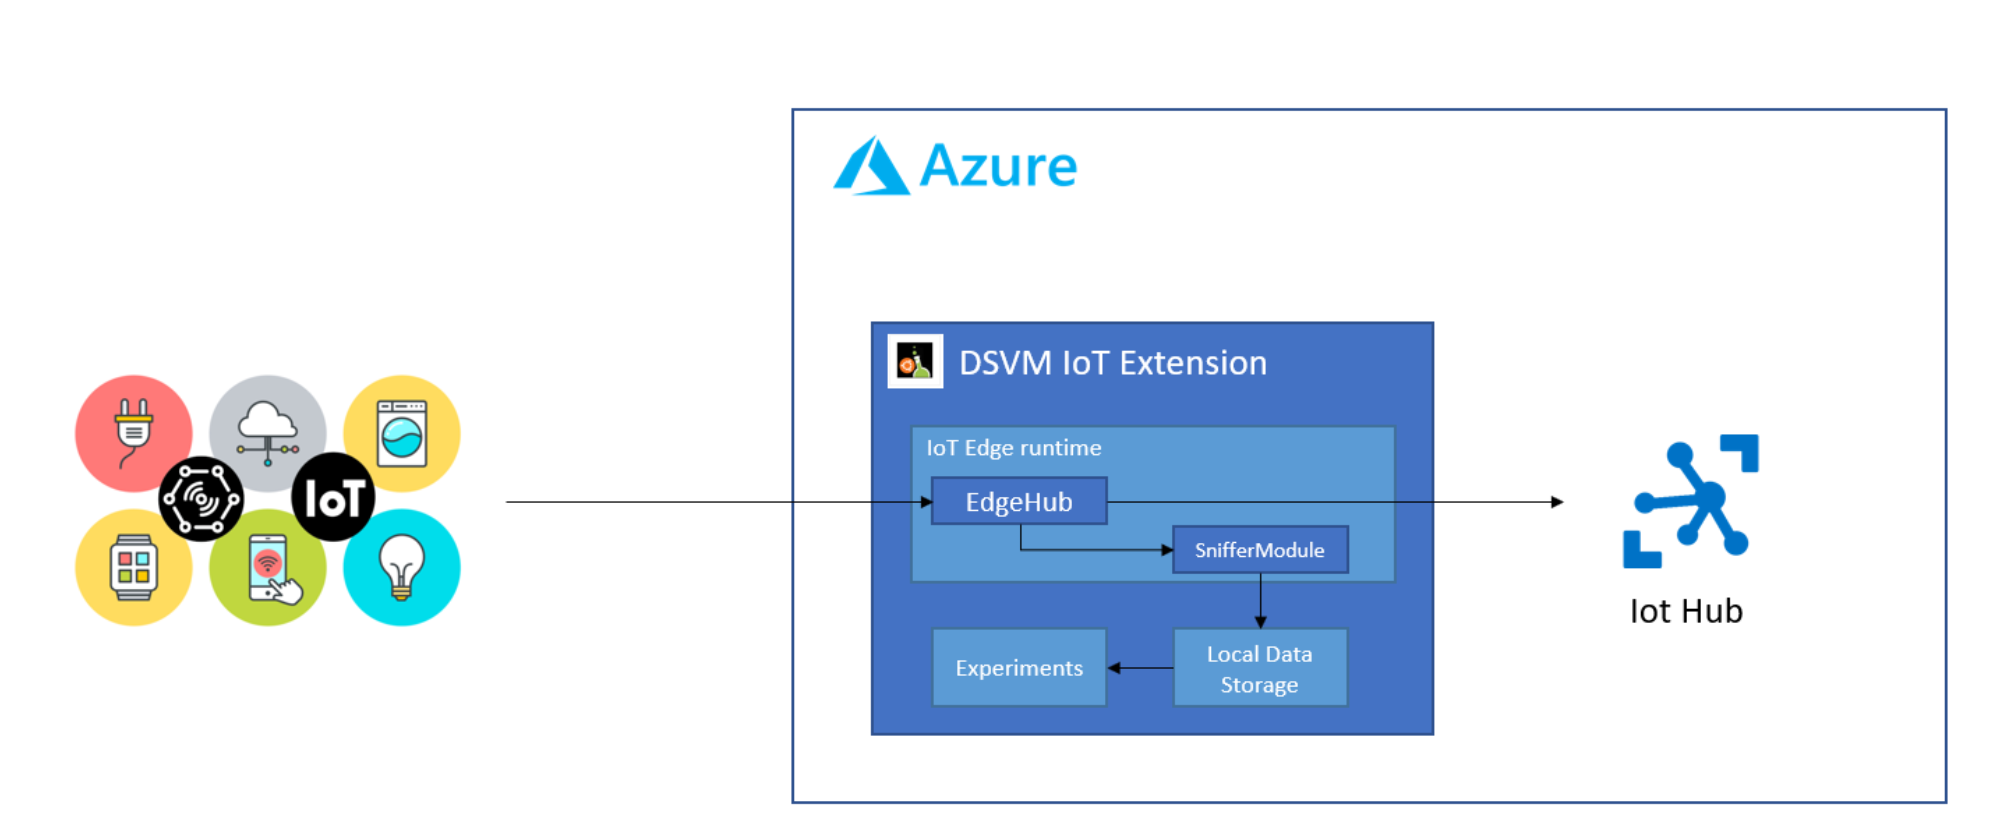 Azure
DSVM IoT Extension
IoT Edge runtime
EdgeHub
SnifferModule
IoT
Experiments
Local Data
Storage
Iot Hub